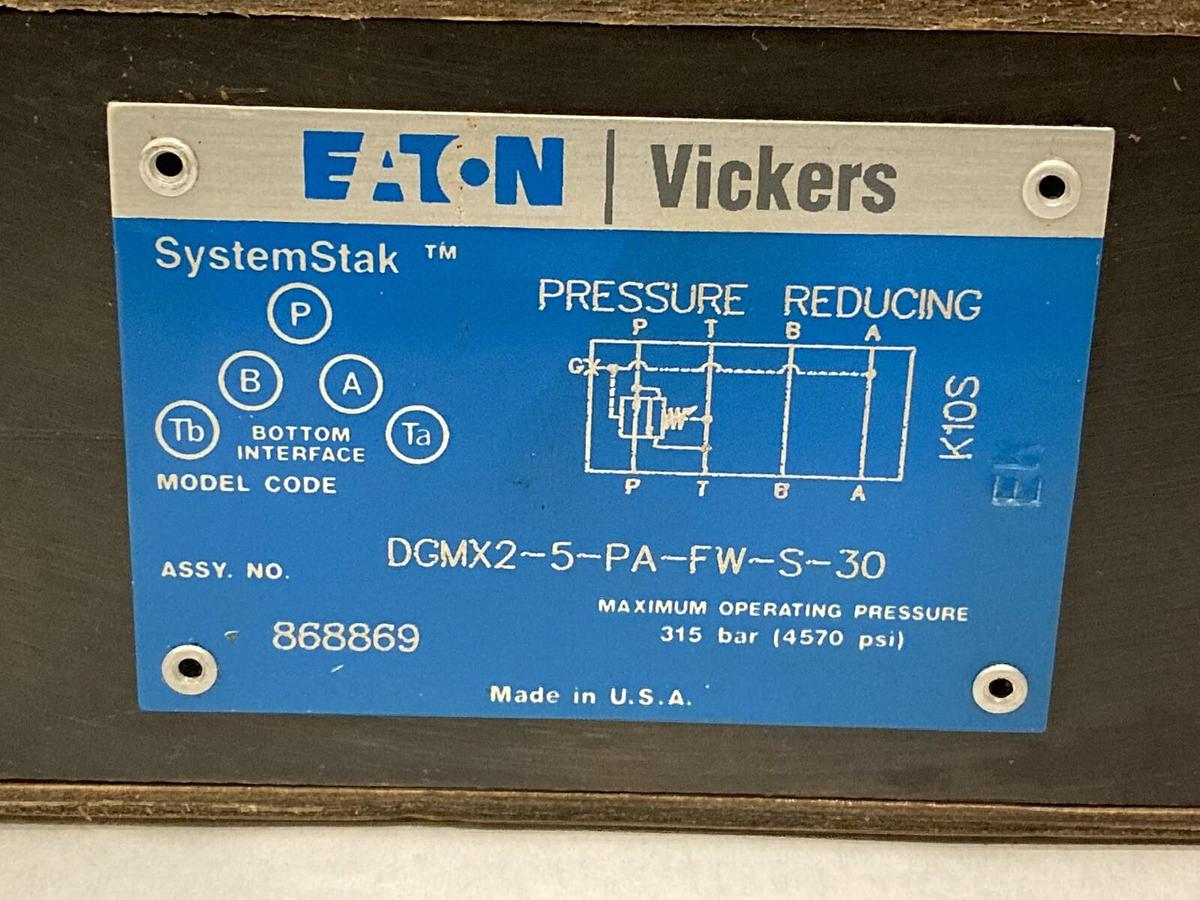 EATON | Vickers
SystemStak ™
P
B A
Tb Ta
BOTTOM
INTERFACE
PRESSURE REDUCING
P T B A
G
P T B A
K10S
EK
MODEL CODE
DGMX2-5-PA-FW-S-30
ASSY. NO.
868869
MAXIMUM OPERATING PRESSURE
315 bar (4570 psi)
Made in U.S.A.